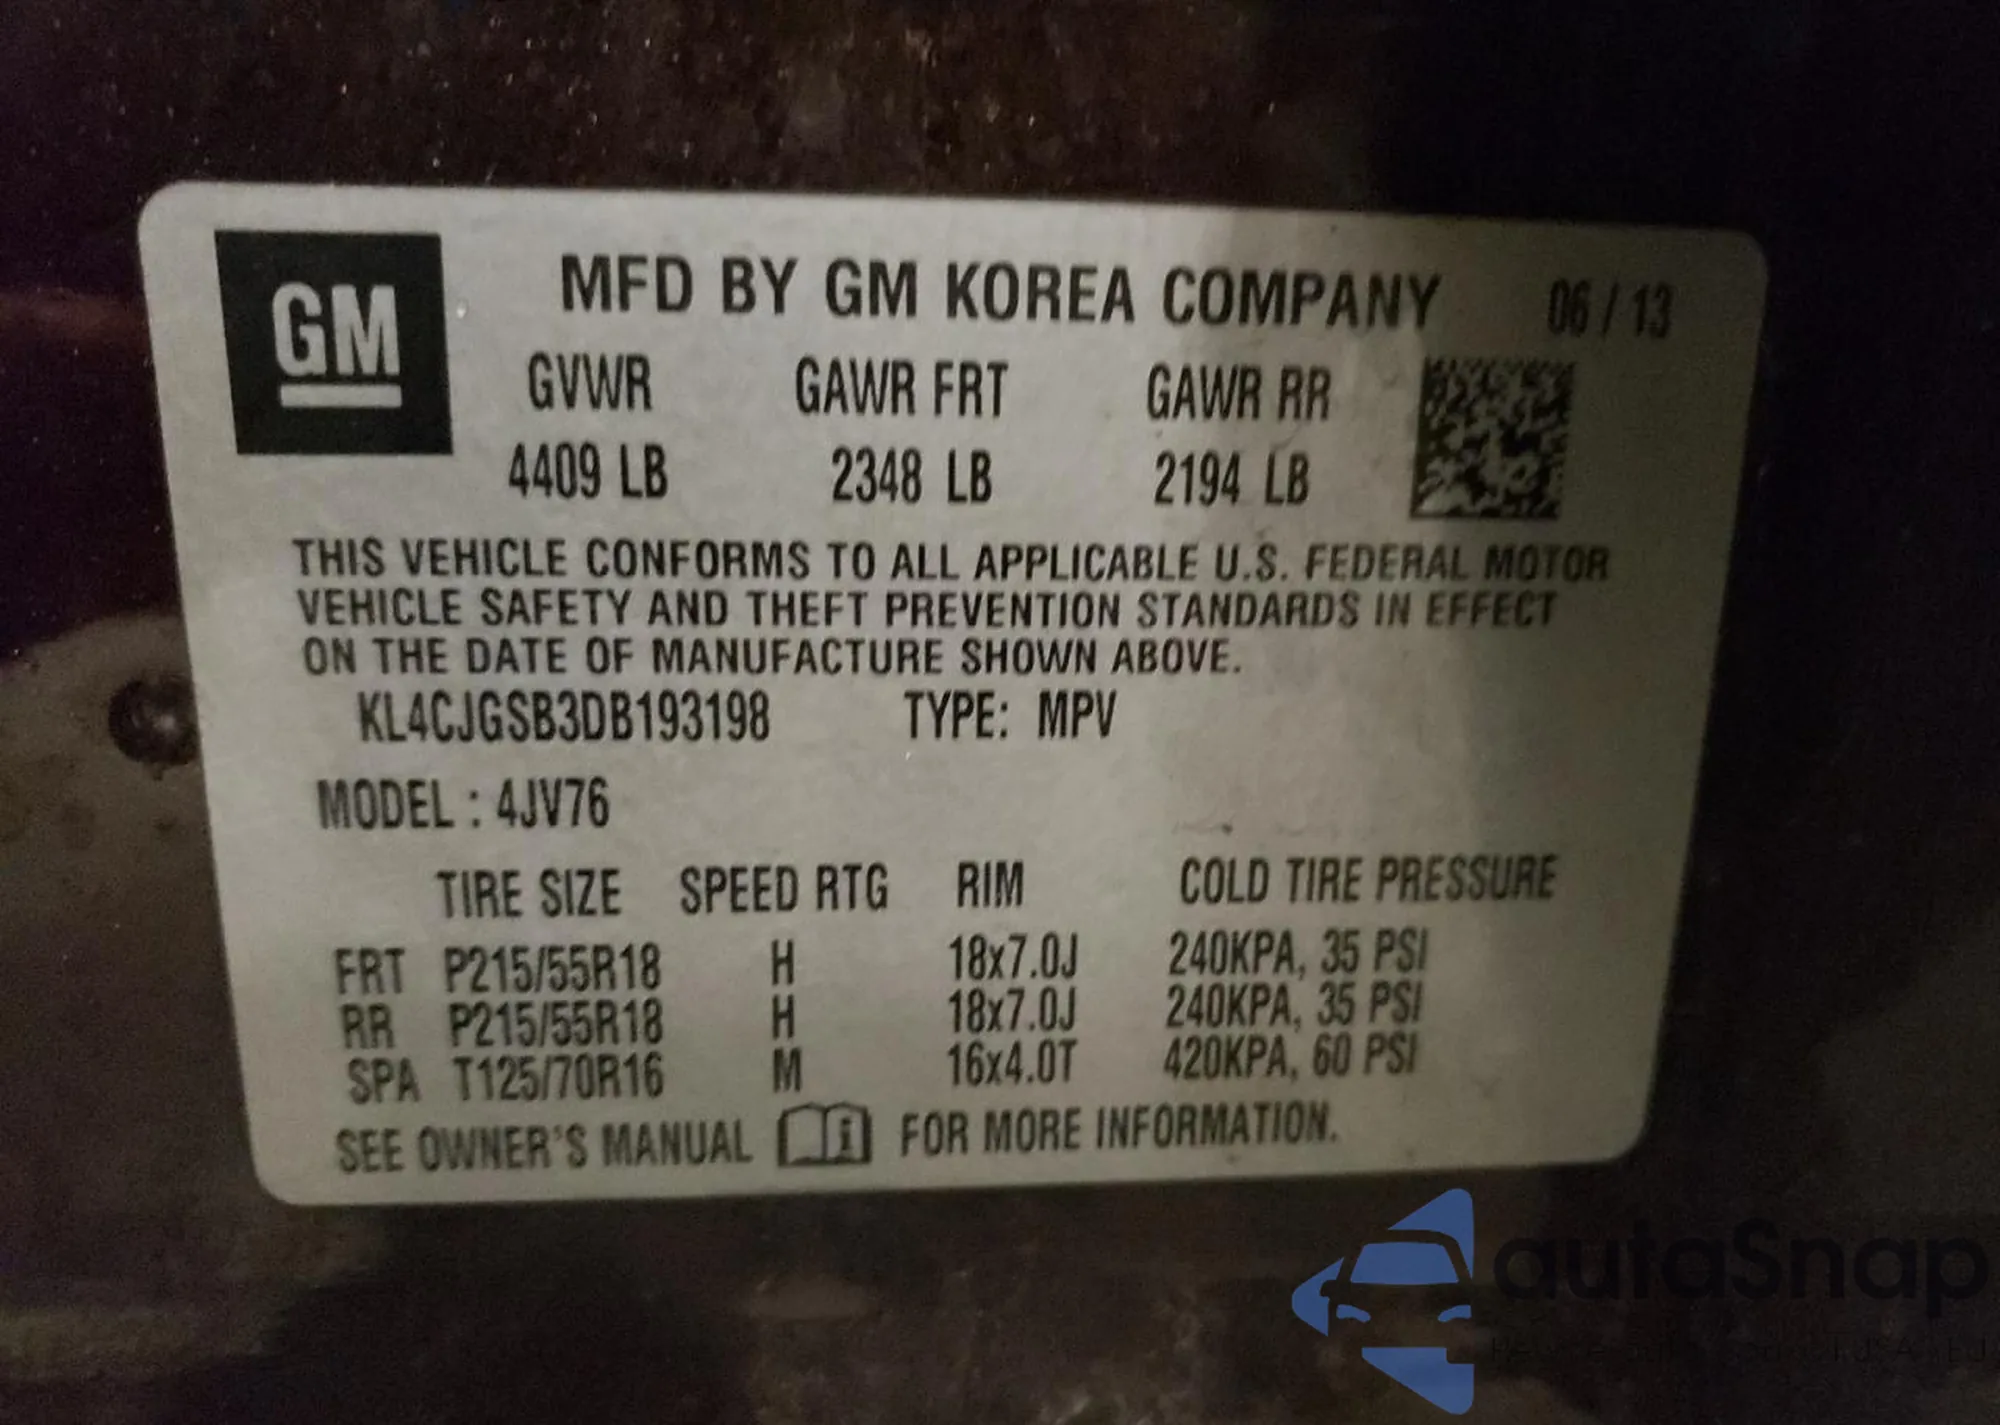 GM
MFD BY GM KOREA COMPANY 06 / 13
GVWR GAWR FRT GAWR RR
4409 LB 2348 LB 2194 LB
THIS VEHICLE CONFORMS TO ALL APPLICABLE U.S. FEDERAL MOTOR
VEHICLE SAFETY AND THEFT PREVENTION STANDARDS IN EFFECT
ON THE DATE OF MANUFACTURE SHOWN ABOVE.
KL4CJGSB3DB193198 TYPE: MPV
MODEL : 4JV76
TIRE SIZE SPEED RTG RIM COLD TIRE PRESSURE
FRT P215/55R18 H 18x7.0J 240KPA, 35 PSI
RR P215/55R18 H 18x7.0J 240KPA, 35 PSI
SPA T125/70R16 M 16x4.0T 420KPA, 60 PSI
SEE OWNER'S MANUAL i FOR MORE INFORMATION.
autaSnap